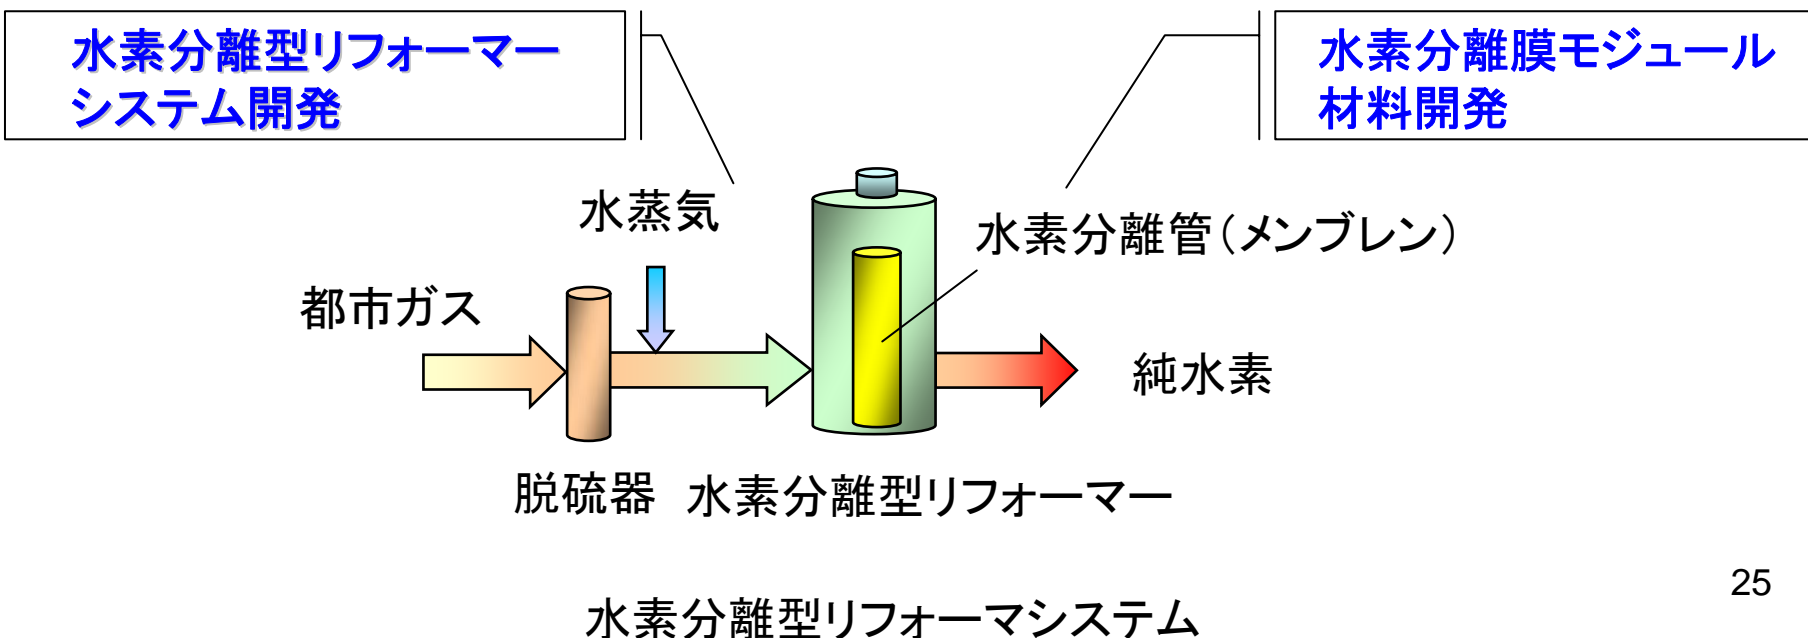 水素分離型リフォーマー
システム開発
水素分離膜モジュール
材料開発
水蒸気
水素分離管（メンブレン）
都市ガス
純水素
脱硫器
水素分離型リフォーマー
25
水素分離型リフォーマシステム